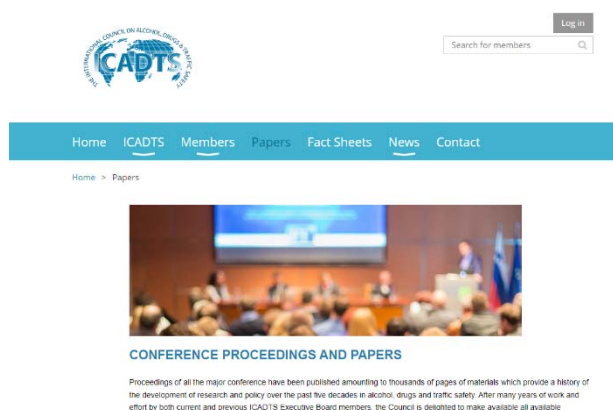 Log in
Search for members
THE INTERNATIONAL COUNCIL ON ALCOHOL, DRUGS & TRAFFIC SAFETY
ICADTS
Home ICADTS Members Papers Fact Sheets News Contact
Home > Papers
CONFERENCE PROCEEDINGS AND PAPERS
Proceedings of all the major conference have been published amounting to thousands of pages of materials which provide a history of
the development of research and policy over the past five decades in alcohol, drugs and traffic safety. After many years of work and
effort by both current and previous ICADTS Executive Board members, the Council is delighted to make available all available